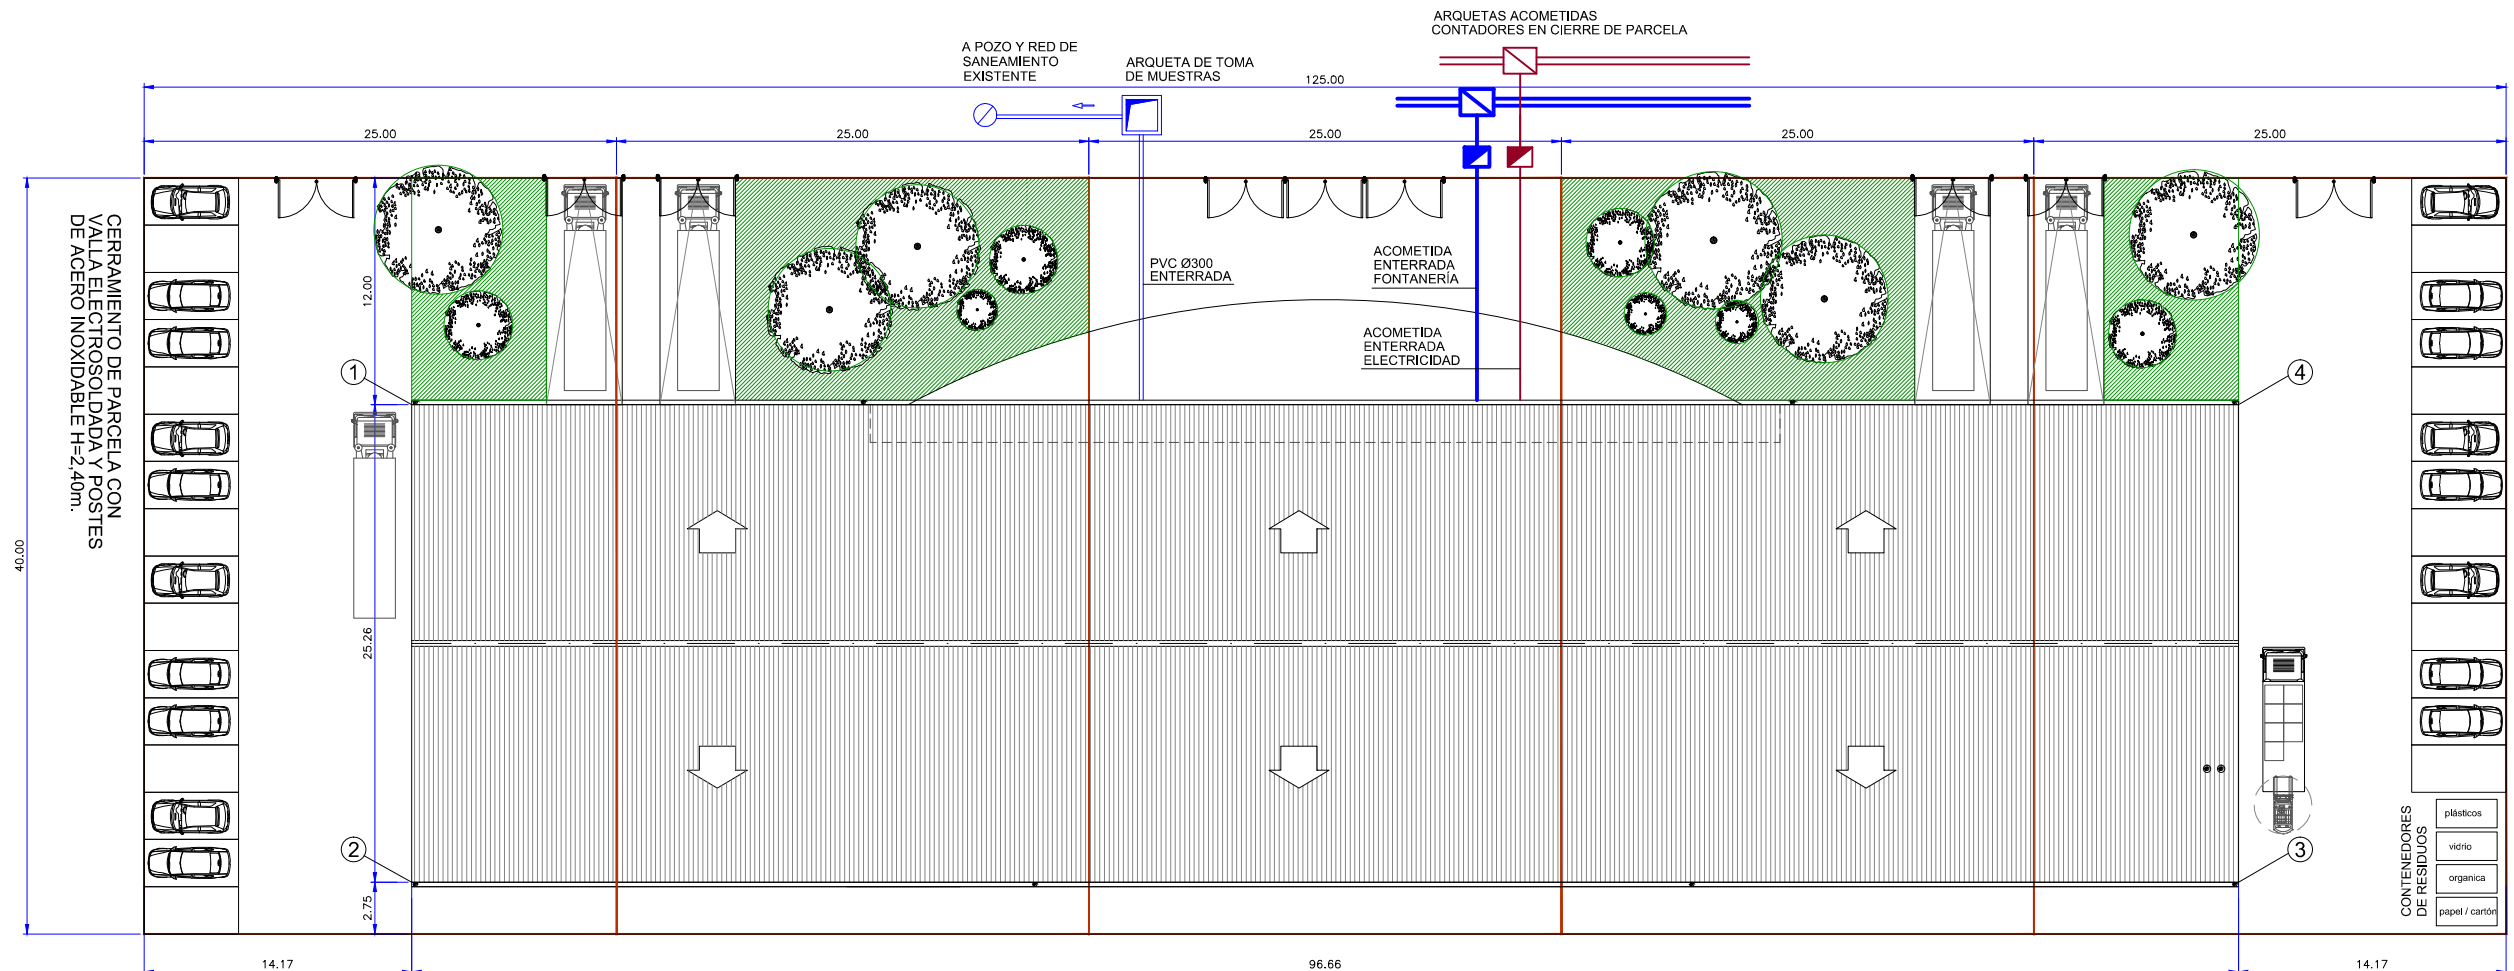 ARQUETAS ACOMETIDAS
CONTADORES EN CIERRE DE PARCELA
A POZO Y RED DE
SANEAMIENTO
EXISTENTE
ARQUETA DE TOMA
DE MUESTRAS
125.00
25.00
25.00
25.00
25.00
25.00
CERRAMIENTO DE PARCELA CON
VALLA ELECTROSOLDADA Y POSTES
DE ACERO INOXIDABLE H=2,40m.
40.00
12.00
25.26
2.75
PVC Ø300
ENTERRADA
ACOMETIDA
ENTERRADA
FONTANERÍA
ACOMETIDA
ENTERRADA
ELECTRICIDAD
1
4
2
3
CONTENEDORES
DE RESIDUOS
plásticos
vidrio
organica
papel / cartón
14.17
96.66
14.17